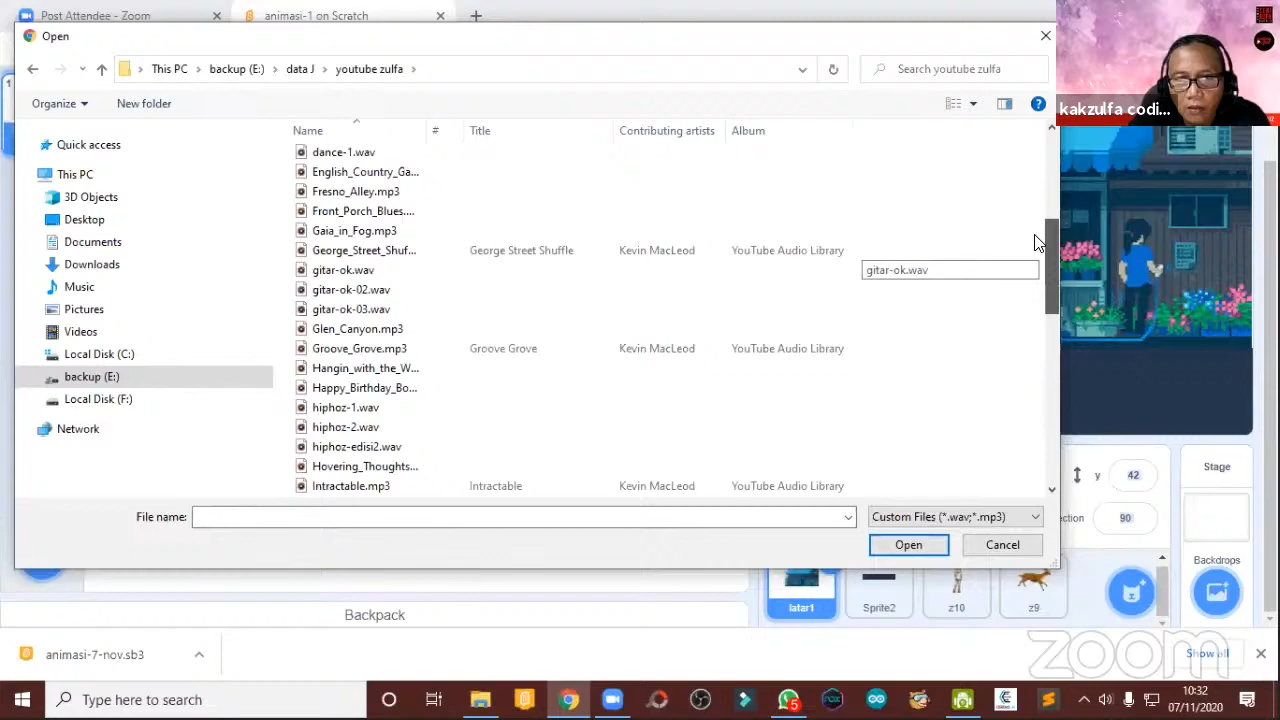 Post Attendee - Zoom
animasi-1 on Scratch
Open
This PC
backup (E:)
data J
youtube zulfa
Search youtube zulfa
Organize
New folder
kakzulfa codi...
Name
#
Title
Contributing artists
Album
Quick access
This PC
3D Objects
Desktop
Documents
Downloads
Music
Pictures
Videos
Local Disk (C:)
backup (E:)
Local Disk (F:)
Network
dance-1.wav
English_Country_Ga...
Fresno_Alley.mp3
Front_Porch_Blues....
Gaia_in_Fog.mp3
George_Street_Shuf... George Street Shuffle Kevin MacLeod YouTube Audio Library
gitar-ok.wav
gitar-ok.wav
gitar-ok-02.wav
gitar-ok-03.wav
Glen_Canyon.mp3
Groove_Grove.mp3 Groove Grove Kevin MacLeod YouTube Audio Library
Hangin_with_the_W...
Happy_Birthday_Bo...
hiphoz-1.wav
hiphoz-2.wav
hiphoz-edisi2.wav
Hovering_Thoughts...
Intractable.mp3 Intractable Kevin MacLeod YouTube Audio Library
File name:
Custom Files (*.wav;*.mp3)
Open
Cancel
y 42
Stage
ction 90
Backdrops
latar1
Sprite2
z10
z9
Backpack
animasi-7-nov.sb3
zoom
Show all
Type here to search
5
10:32
07/11/2020